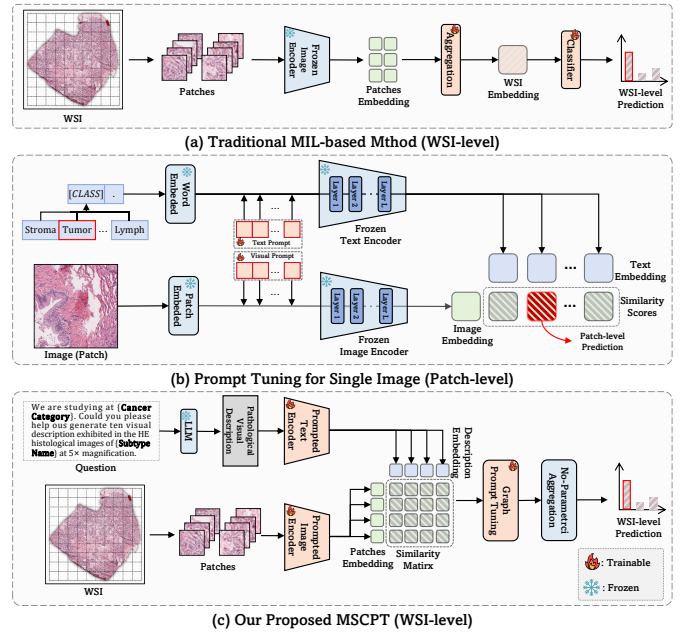 WSI
Patches
Frozen
Image
Encoder
Patches
Embedding
Aggregation
WSI
Embedding
Classifier
WSI-level
Prediction
(a) Traditional MIL-based Mthod (WSI-level)
[CLASS] .
Stroma Tumor ... Lymph
Word
Embeded
...
Text Prompt
Visual Prompt
...
Layer 1
Layer 2
Layer L
Frozen
Text Encoder
Text
Embedding
Image (Patch)
Patch
Embeded
Layer 1
Layer 2
Layer L
Frozen
Image Encoder
Image
Embedding
Similarity
Scores
Patch-level
Prediction
(b) Prompt Tuning for Single Image (Patch-level)
We are studying at {Cancer
Category}. Could you please
help ous generate ten visual
description exhibited in the HE
histological images of {Subtype
Name} at 5× magnification.
Question
LLM
Pathological
Visual
Description
Prompted
Text
Encoder
Description
Embedding
WSI
Patches
Prompted
Image
Encoder
Patches
Embedding
Similarity
Matirx
Graph
Prompt Tuning
No-Parametrci
Aggregation
WSI-level
Prediction
: Trainable
: Frozen
(c) Our Proposed MSCPT (WSI-level)